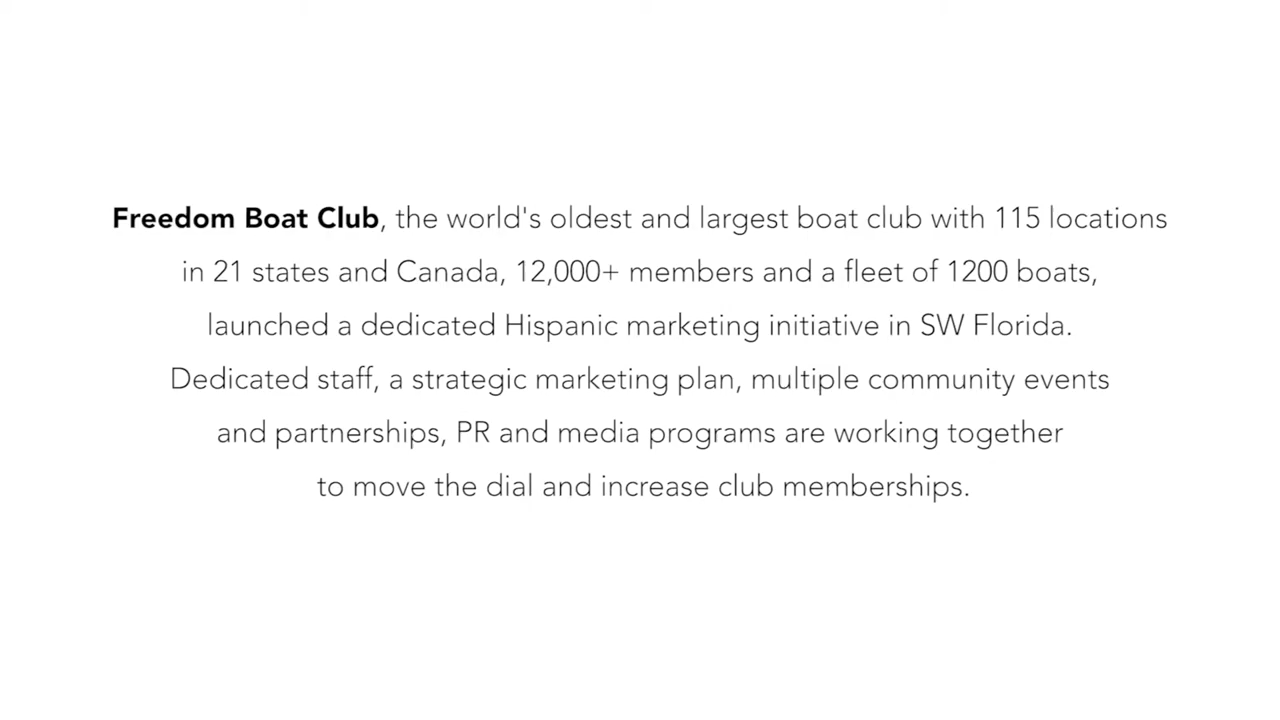 Freedom Boat Club, the world's oldest and largest boat club with 115 locations
in 21 states and Canada, 12,000+ members and a fleet of 1200 boats,
launched a dedicated Hispanic marketing initiative in SW Florida.
Dedicated staff, a strategic marketing plan, multiple community events
and partnerships, PR and media programs are working together
to move the dial and increase club memberships.